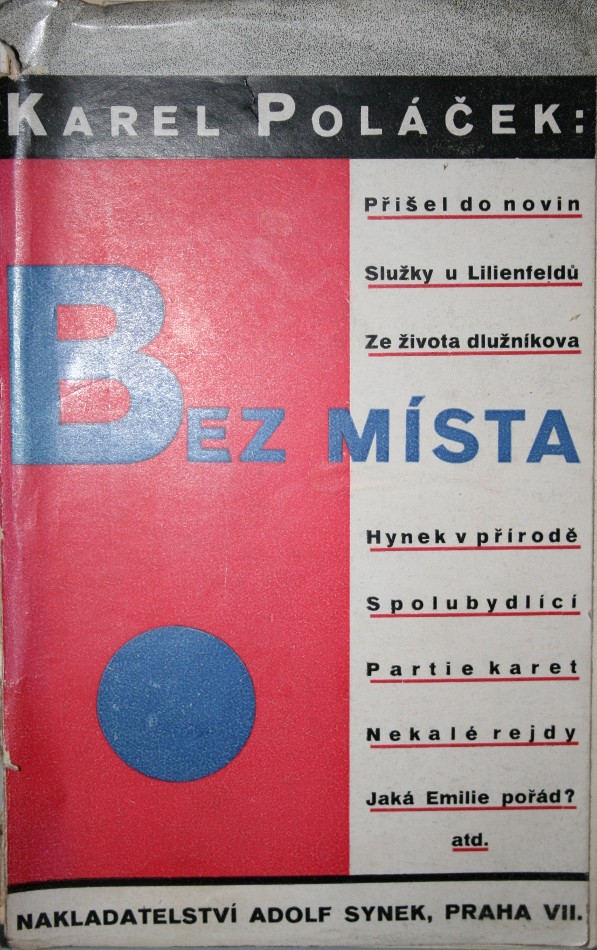 KAREL POLÁČEK:
Přišel do novin
Služky u Lilienfeldů
Ze života dlužníkova
BEZ MÍSTA
Hynek v přírodě
Spolubydlící
Partie karet
Nekalé rejdy
Jaká Emilie pořád?
atd.
NAKLADATELSTVÍ ADOLF SYNEK, PRAHA VII.